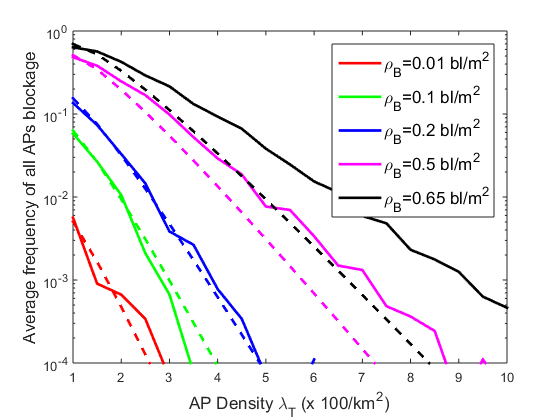 10^0
10^-1
10^-2
10^-3
10^-4
Average frequency of all APs blockage
ρ_B=0.01 bl/m^2
ρ_B=0.1 bl/m^2
ρ_B=0.2 bl/m^2
ρ_B=0.5 bl/m^2
ρ_B=0.65 bl/m^2
1 2 3 4 5 6 7 8 9 10
AP Density λ_T (x 100/km^2)